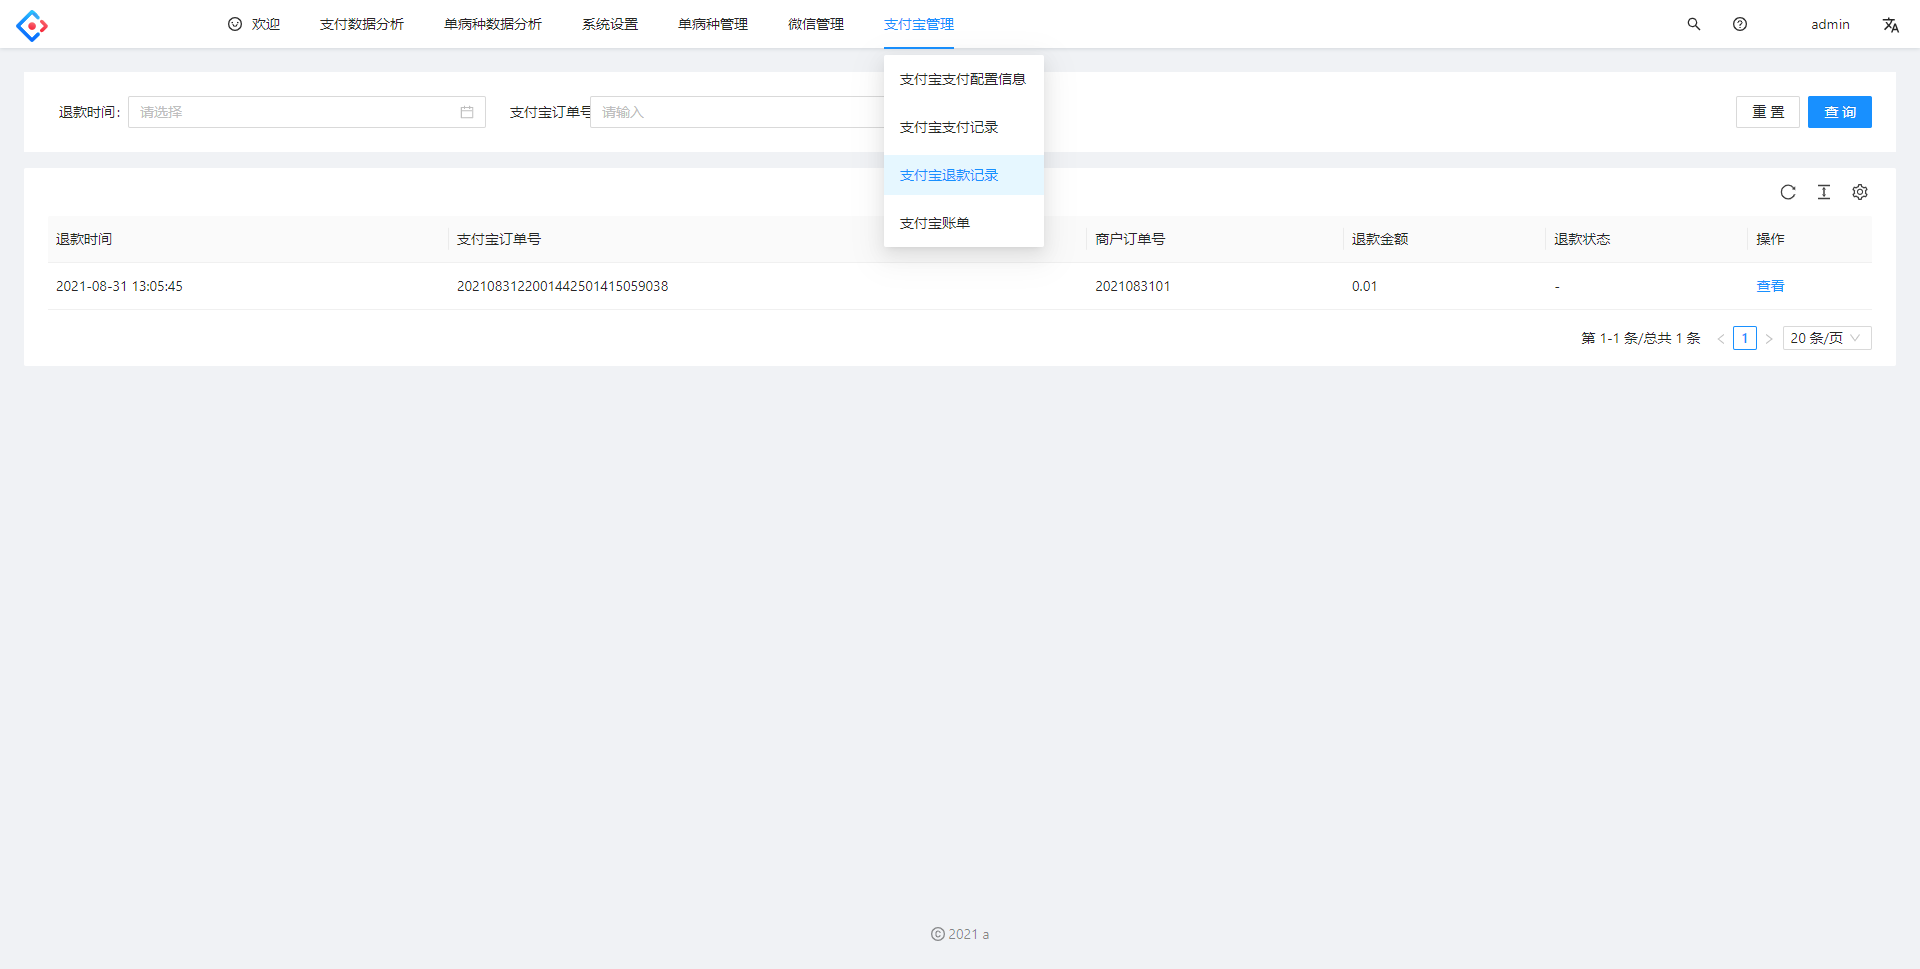 欢迎 支付数据分析 单病种数据分析 系统设置 单病种管理 微信管理 支付宝管理 admin
支付宝支付配置信息
支付宝支付记录
支付宝退款记录
支付宝账单
退款时间: 请选择 支付宝订单号 请输入 重 置 查 询
退款时间 支付宝订单号 商户订单号 退款金额 退款状态 操作
2021-08-31 13:05:45 2021083122001442501415059038 2021083101 0.01 - 查看
第 1-1 条/总共 1 条 < 1 > 20 条/页
© 2021 a